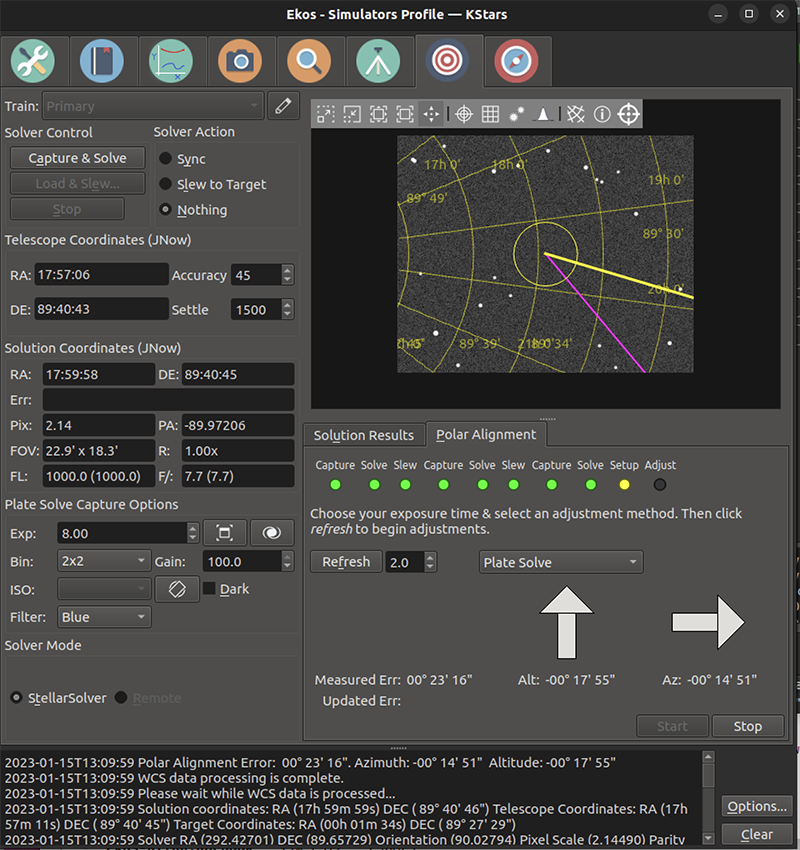 Ekos - Simulators Profile — KStars
Train: Primary
Solver Control
Solver Action
Capture & Solve
Sync
Load & Slew...
Slew to Target
Stop
Nothing
Telescope Coordinates (JNow)
RA: 17:57:06 Accuracy 45
DE: 89:40:43 Settle 1500
Solution Coordinates (JNow)
RA: 17:59:58 DE: 89:40:45
Err:
Pix: 2.14 PA: -89.97206
FOV: 22.9' x 18.3' R: 1.00x
FL: 1000.0 (1000.0) F/: 7.7 (7.7)
Plate Solve Capture Options
Exp: 8.00
Bin: 2x2 Gain: 100.0
ISO: Dark
Filter: Blue
Solver Mode
StellarSolver Remote
17h 0'
18h 0'
19h 0'
89° 49'
89° 30'
20h 0'
89° 39'
21h 0'
89° 34'
Solution Results
Polar Alignment
Capture Solve Slew Capture Solve Slew Capture Solve Setup Adjust
Choose your exposure time & select an adjustment method. Then click
refresh to begin adjustments.
Refresh 2.0 Plate Solve
Measured Err: 00° 23' 16" Alt: -00° 17' 55" Az: -00° 14' 51"
Updated Err:
Start Stop
2023-01-15T13:09:59 Polar Alignment Error: 00° 23' 16". Azimuth: -00° 14' 51" Altitude: -00° 17' 55"
2023-01-15T13:09:59 WCS data processing is complete.
2023-01-15T13:09:59 Please wait while WCS data is processed...
2023-01-15T13:09:59 Solution coordinates: RA (17h 59m 59s) DEC ( 89° 40' 46") Telescope Coordinates: RA (17h
57m 11s) DEC ( 89° 40' 45") Target Coordinates: RA (00h 01m 34s) DEC ( 89° 27' 29")
2023-01-15T13:09:59 Solver RA (292.42701) DEC (89.65729) Orientation (90.02794) Pixel Scale (2.14490) Parity
Options...
Clear